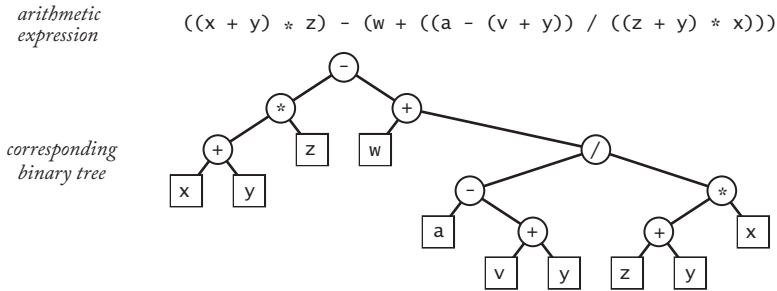 arithmetic
expression
((x + y) * z) - (w + ((a - (v + y)) / ((z + y) * x)))
-
* +
corresponding
binary tree
+ z w /
x y - *
a + + x
v y z y